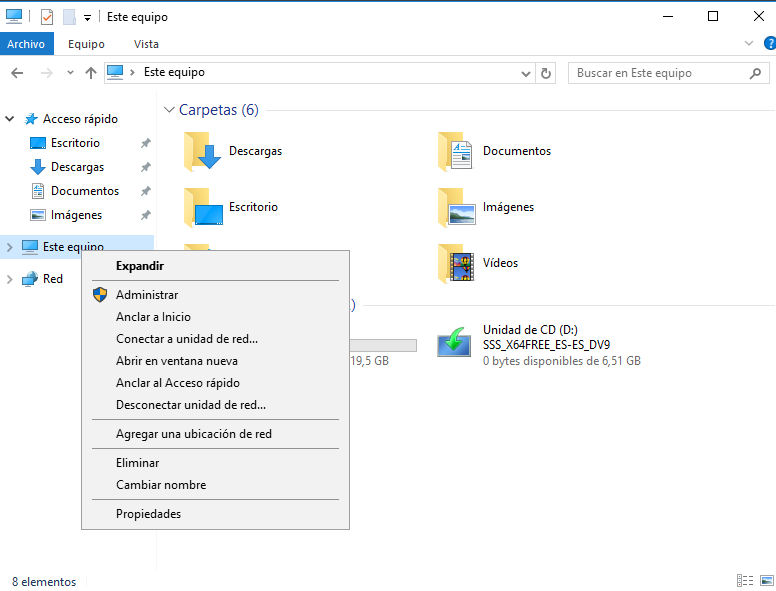 Este equipo
Archivo Equipo Vista
Este equipo
Buscar en Este equipo
Acceso rápido
Escritorio
Descargas
Documentos
Imágenes
Este equipo
Red
Carpetas (6)
Descargas
Documentos
Escritorio
Imágenes
Vídeos
)
19,5 GB
Unidad de CD (D:)
SSS_X64FREE_ES-ES_DV9
0 bytes disponibles de 6,51 GB
Expandir
Administrar
Anclar a Inicio
Conectar a unidad de red...
Abrir en ventana nueva
Anclar al Acceso rápido
Desconectar unidad de red...
Agregar una ubicación de red
Eliminar
Cambiar nombre
Propiedades
8 elementos